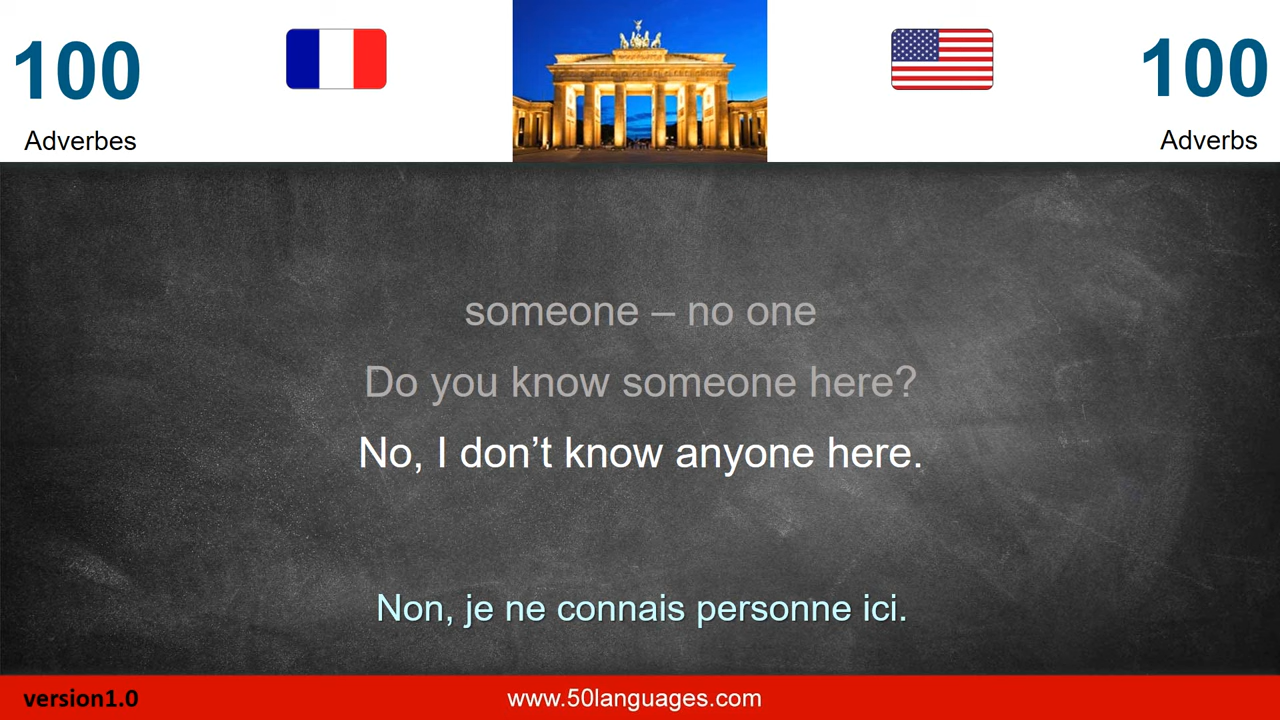 100
Adverbes
100
Adverbs
someone – no one
Do you know someone here?
No, I don’t know anyone here.
Non, je ne connais personne ici.
version1.0
www.50languages.com